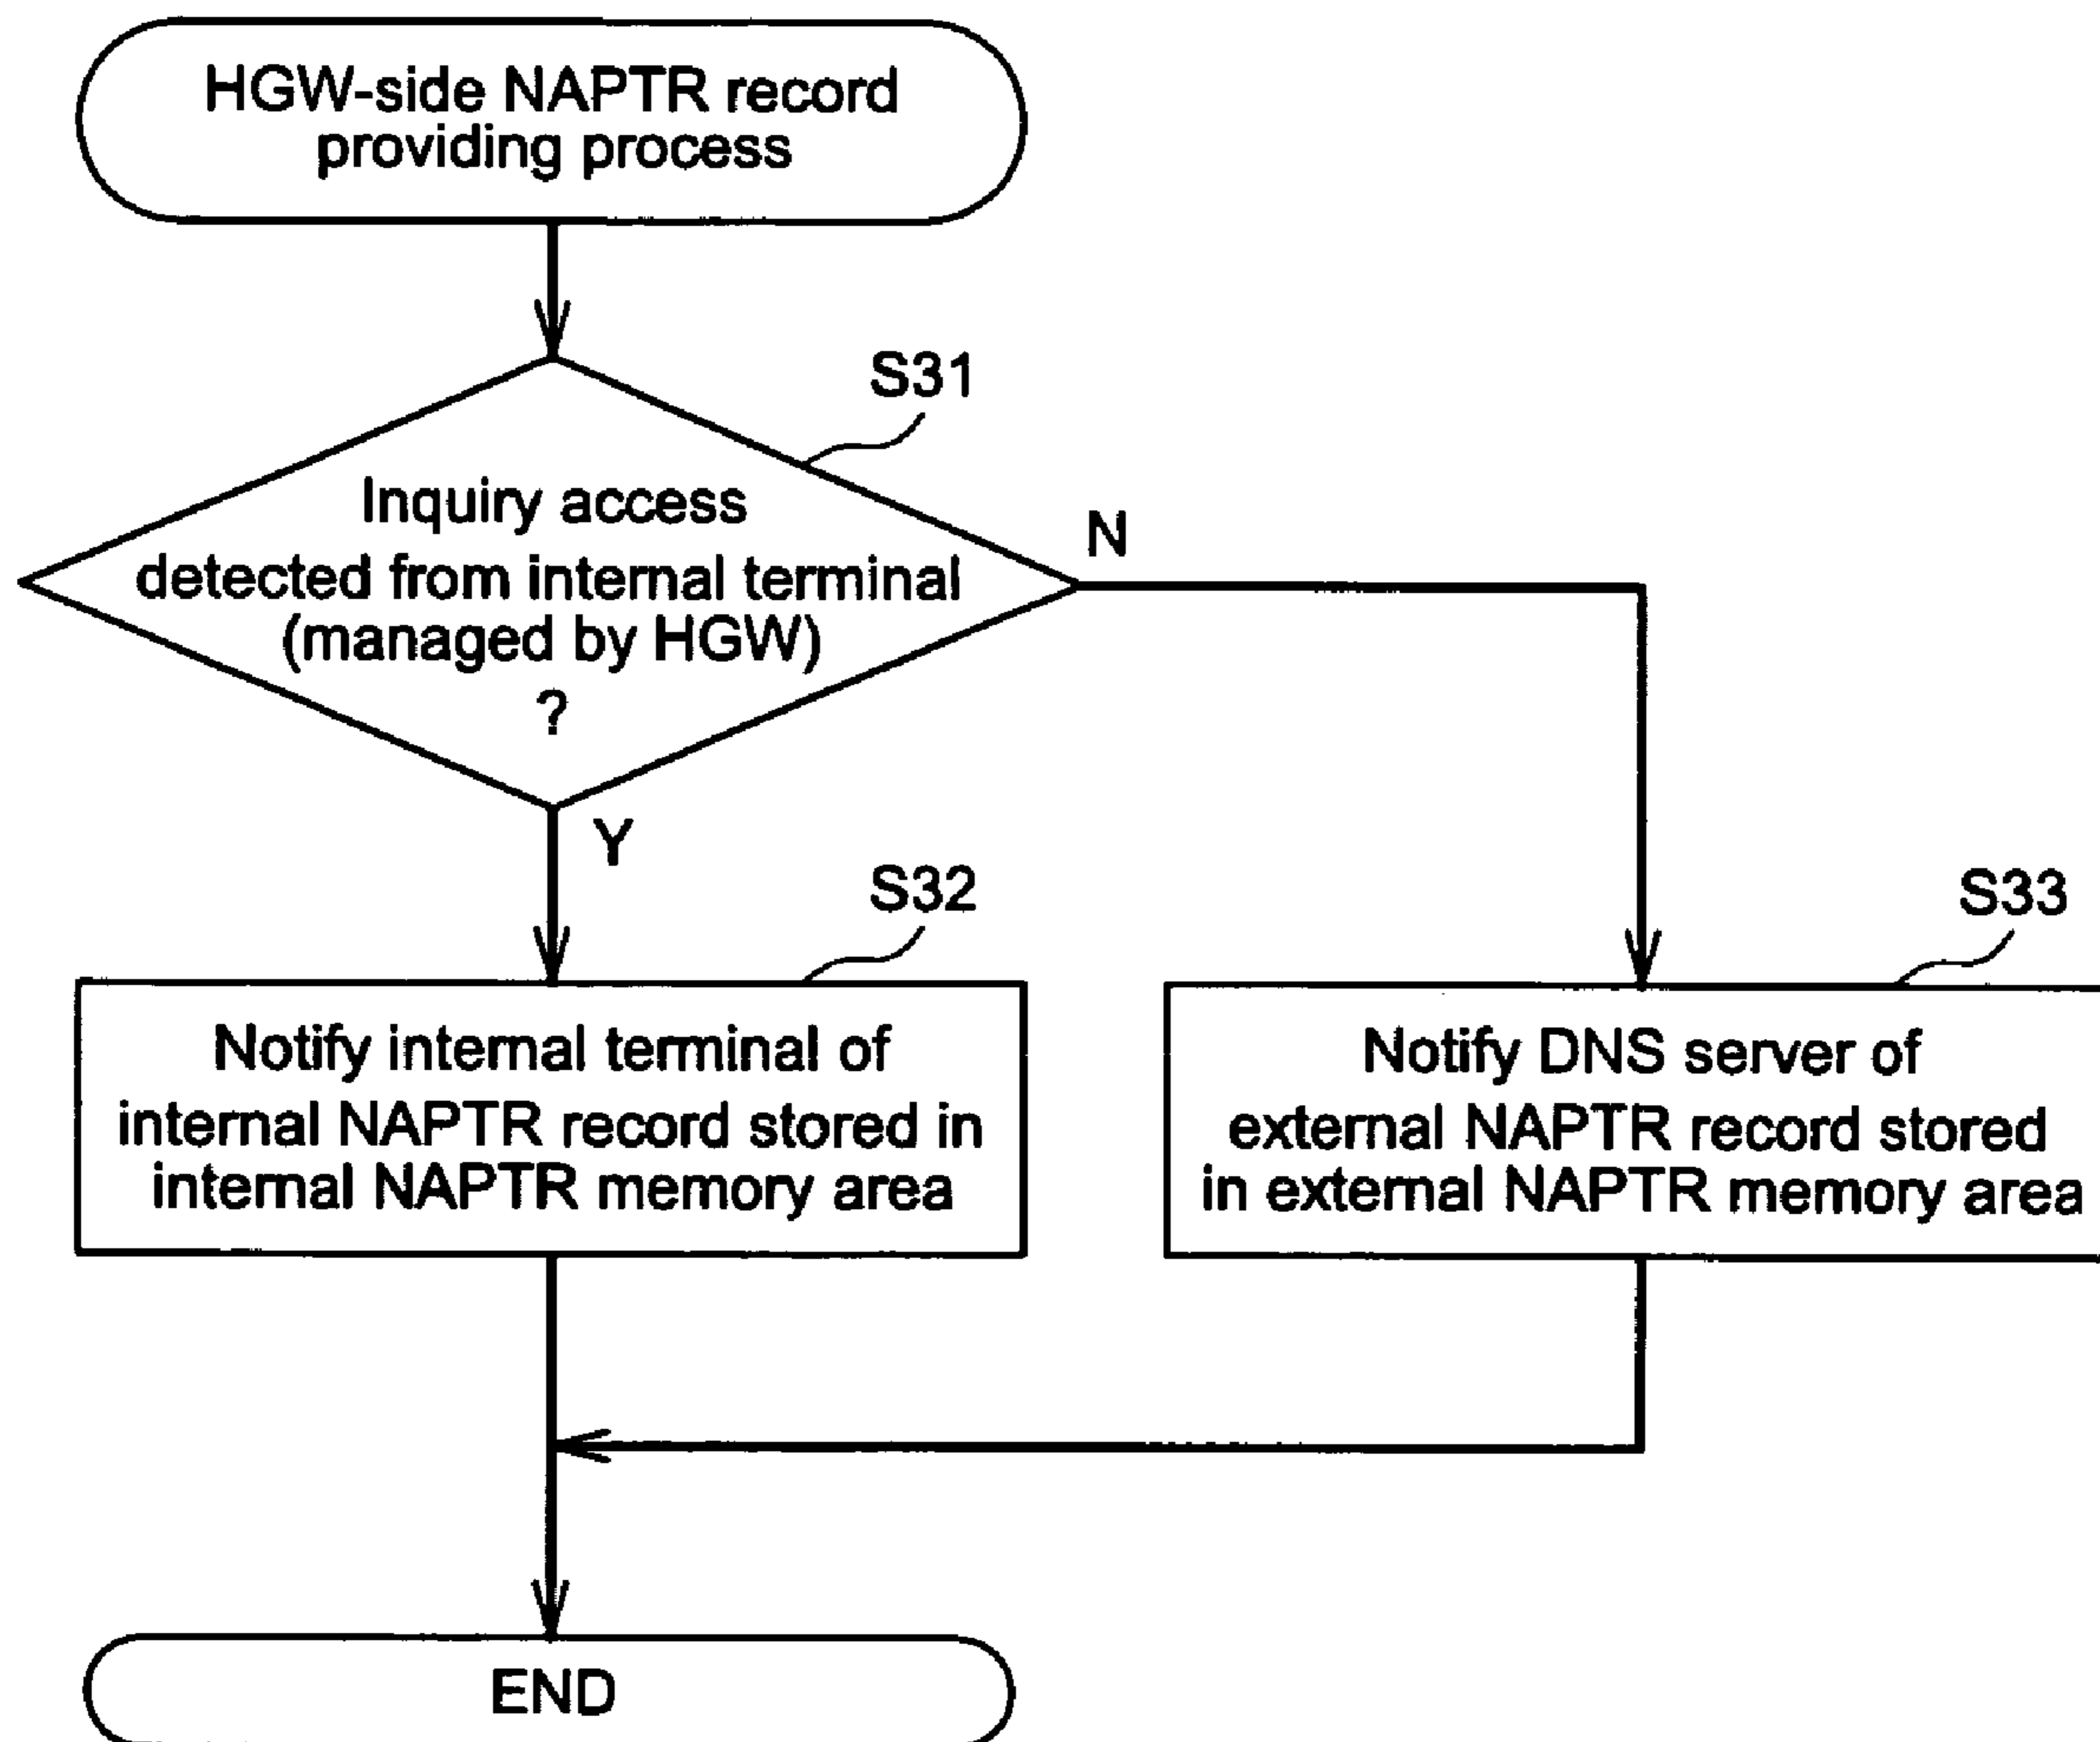 HGW-side NAPTR record
providing process
S31
Inquiry access
detected from internal terminal
(managed by HGW)
?
N
Y
S32
Notify internal terminal of
internal NAPTR record stored in
internal NAPTR memory area
S33
Notify DNS server of
external NAPTR record stored
in external NAPTR memory area
END